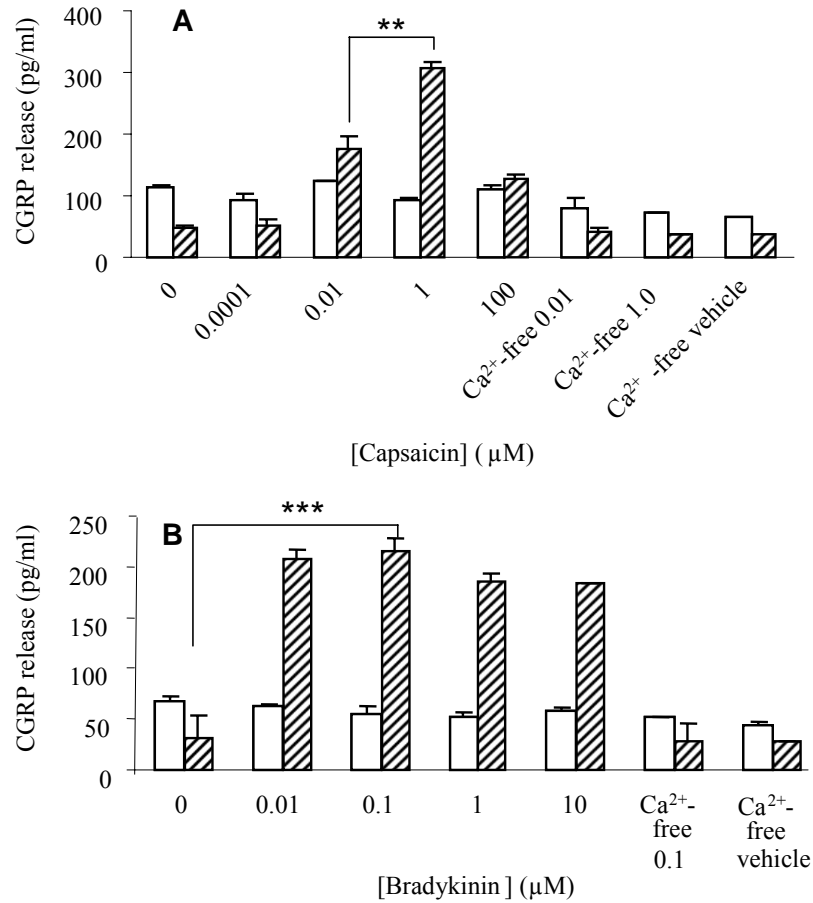 A
**
CGRP release (pg/ml)
400
300
200
100
0
0
0.0001
0.01
1
100
Ca²⁺-free 0.01
Ca²⁺-free 1.0
Ca²⁺ -free vehicle
[Capsaicin] ( µM)
B
***
CGRP release (pg/ml)
250
200
150
100
50
0
0
0.01
0.1
1
10
Ca²⁺-
free
0.1
Ca²⁺-
free
vehicle
[Bradykinin ] (µM)